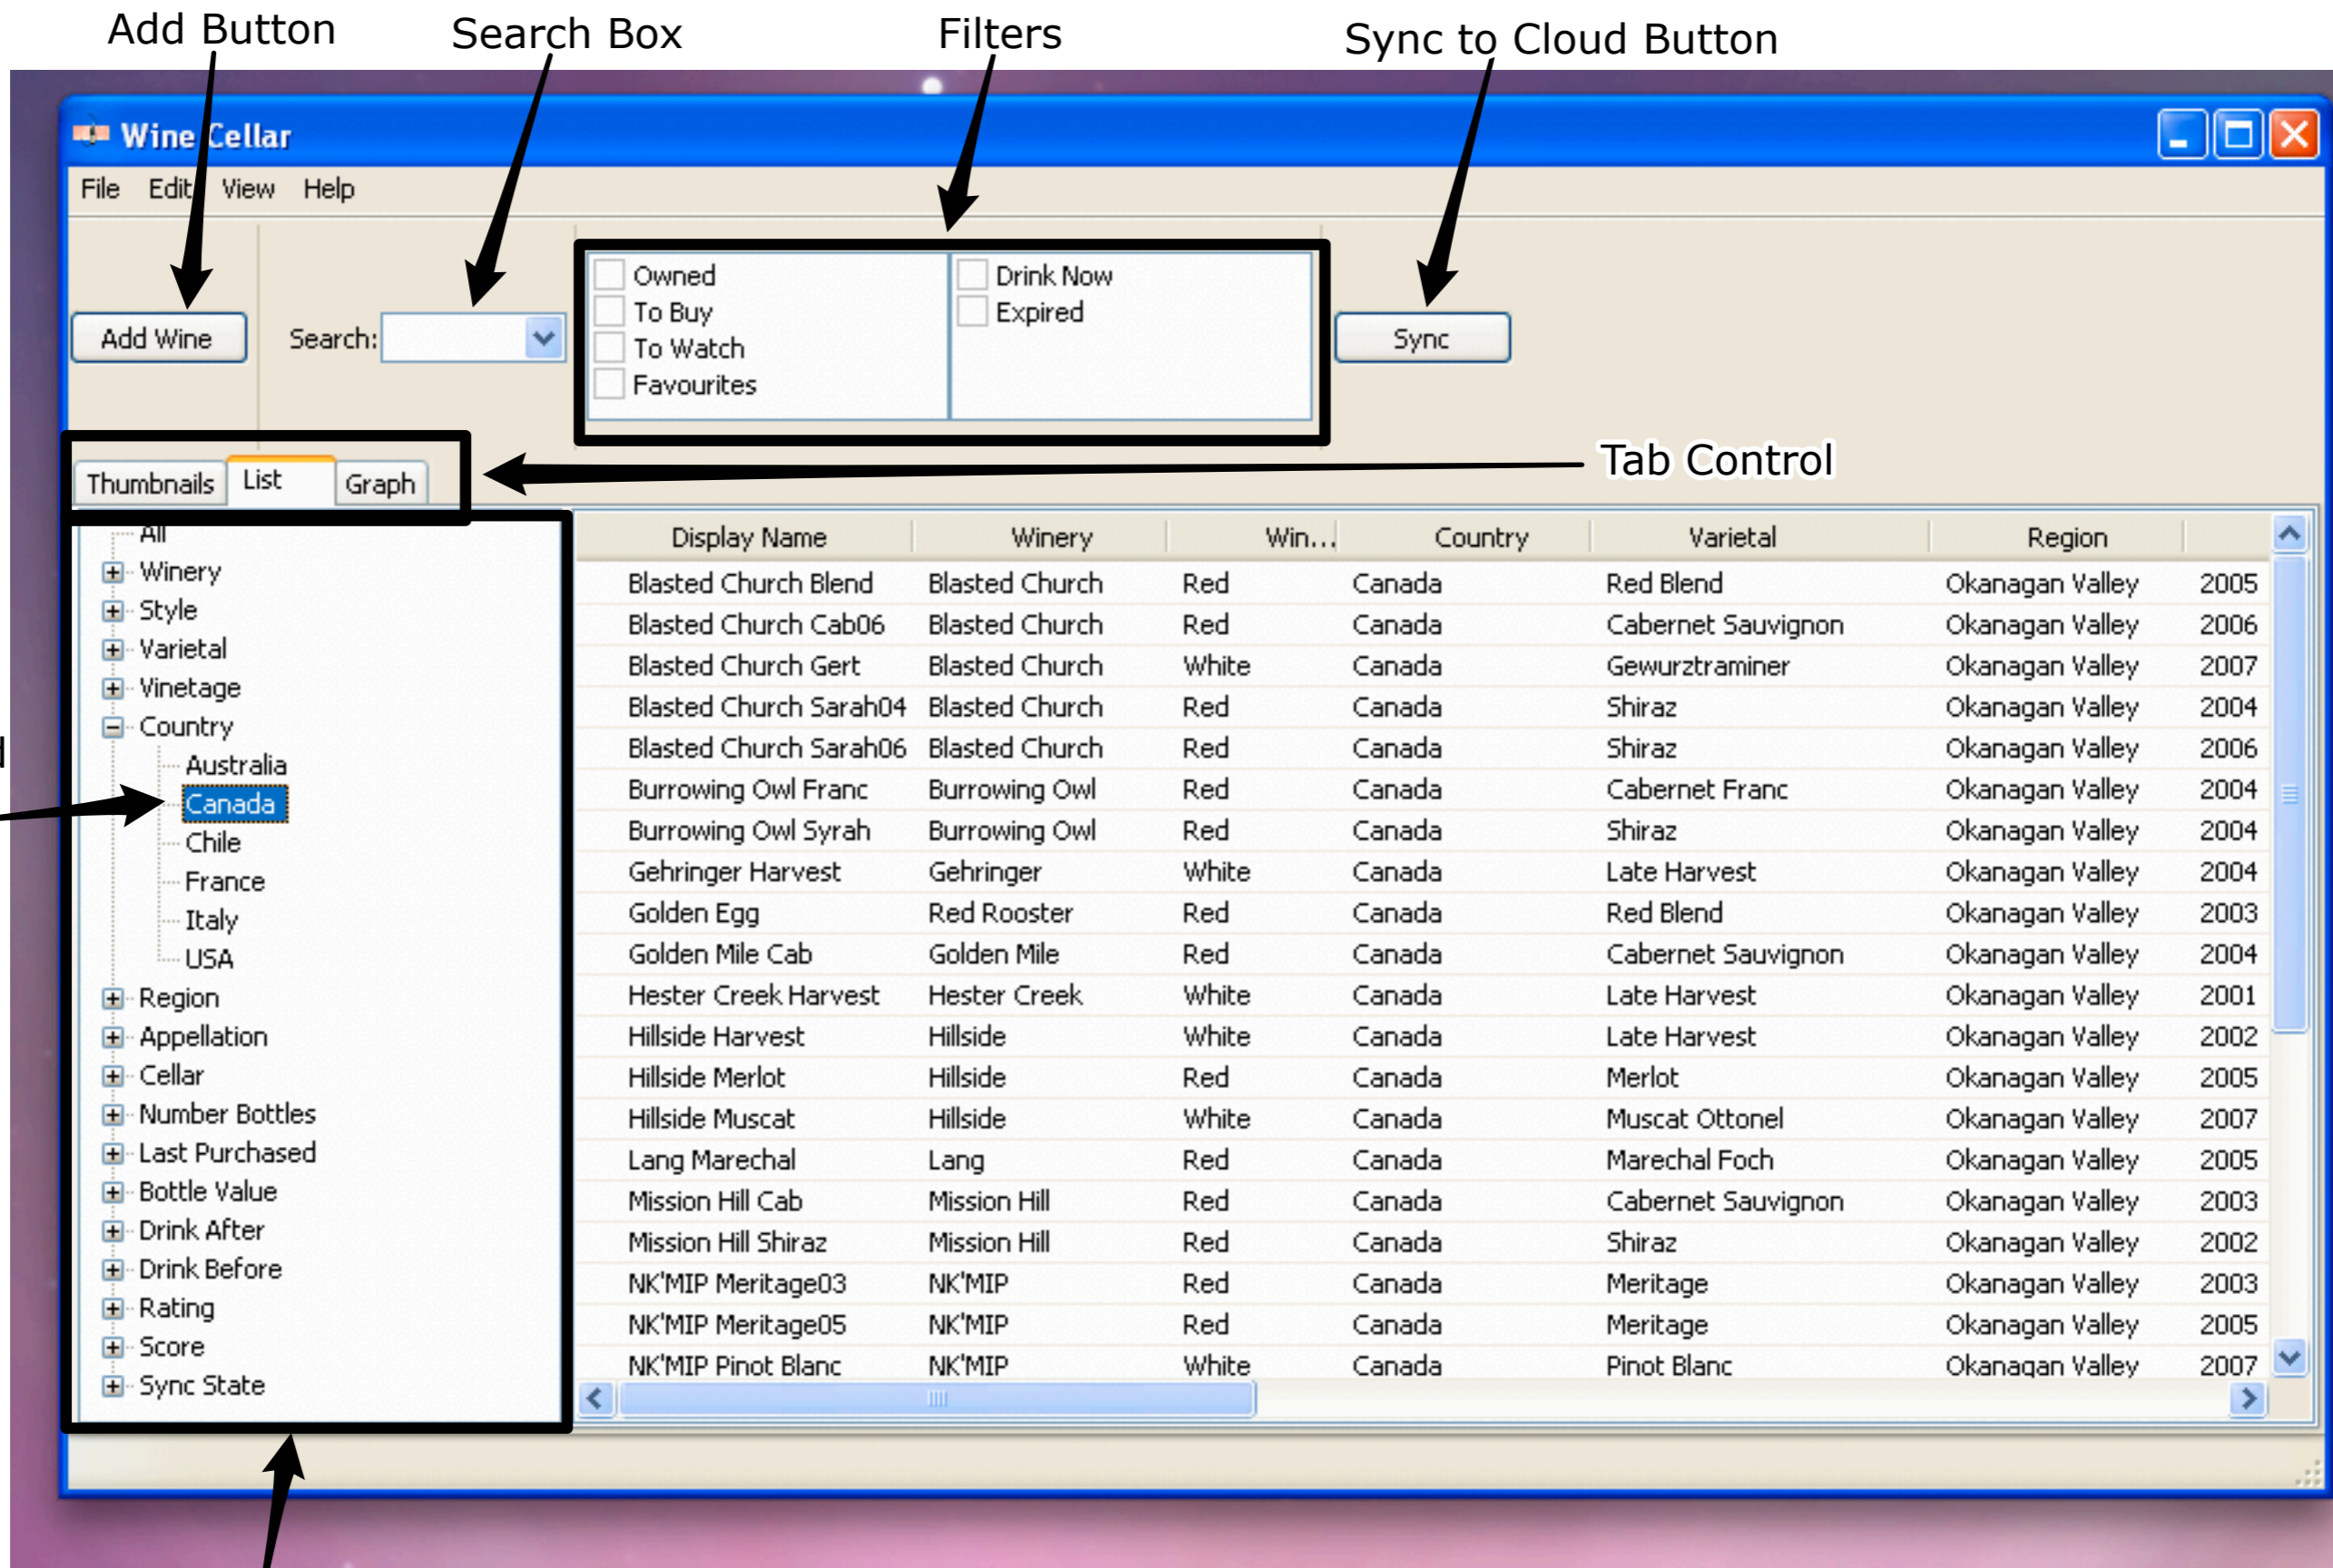 Add Button Search Box Filters Sync to Cloud Button
Wine Cellar
File Edit View Help
Owned Drink Now
To Buy Expired
Add Wine Search: To Watch Sync
Favourites
Tab Control
Thumbnails List Graph
All
Winery
Style
Varietal
Vinetage
Country
Australia
Canada
Chile
France
Italy
USA
Region
Appellation
Cellar
Number Bottles
Last Purchased
Bottle Value
Drink After
Drink Before
Rating
Score
Sync State
Display Name Winery Win... Country Varietal Region
Blasted Church Blend Blasted Church Red Canada Red Blend Okanagan Valley 2005
Blasted Church Cab06 Blasted Church Red Canada Cabernet Sauvignon Okanagan Valley 2006
Blasted Church Gert Blasted Church White Canada Gewurztraminer Okanagan Valley 2007
Blasted Church Sarah04 Blasted Church Red Canada Shiraz Okanagan Valley 2004
Blasted Church Sarah06 Blasted Church Red Canada Shiraz Okanagan Valley 2006
Burrowing Owl Franc Burrowing Owl Red Canada Cabernet Franc Okanagan Valley 2004
Burrowing Owl Syrah Burrowing Owl Red Canada Shiraz Okanagan Valley 2004
Gehringer Harvest Gehringer White Canada Late Harvest Okanagan Valley 2004
Golden Egg Red Rooster Red Canada Red Blend Okanagan Valley 2003
Golden Mile Cab Golden Mile Red Canada Cabernet Sauvignon Okanagan Valley 2004
Hester Creek Harvest Hester Creek White Canada Late Harvest Okanagan Valley 2001
Hillside Harvest Hillside White Canada Late Harvest Okanagan Valley 2002
Hillside Merlot Hillside Red Canada Merlot Okanagan Valley 2005
Hillside Muscat Hillside White Canada Muscat Ottonel Okanagan Valley 2007
Lang Marechal Lang Red Canada Marechal Foch Okanagan Valley 2005
Mission Hill Cab Mission Hill Red Canada Cabernet Sauvignon Okanagan Valley 2003
Mission Hill Shiraz Mission Hill Red Canada Shiraz Okanagan Valley 2002
NK'MIP Meritage03 NK'MIP Red Canada Meritage Okanagan Valley 2003
NK'MIP Meritage05 NK'MIP Red Canada Meritage Okanagan Valley 2005
NK'MIP Pinot Blanc NK'MIP White Canada Pinot Blanc Okanagan Valley 2007